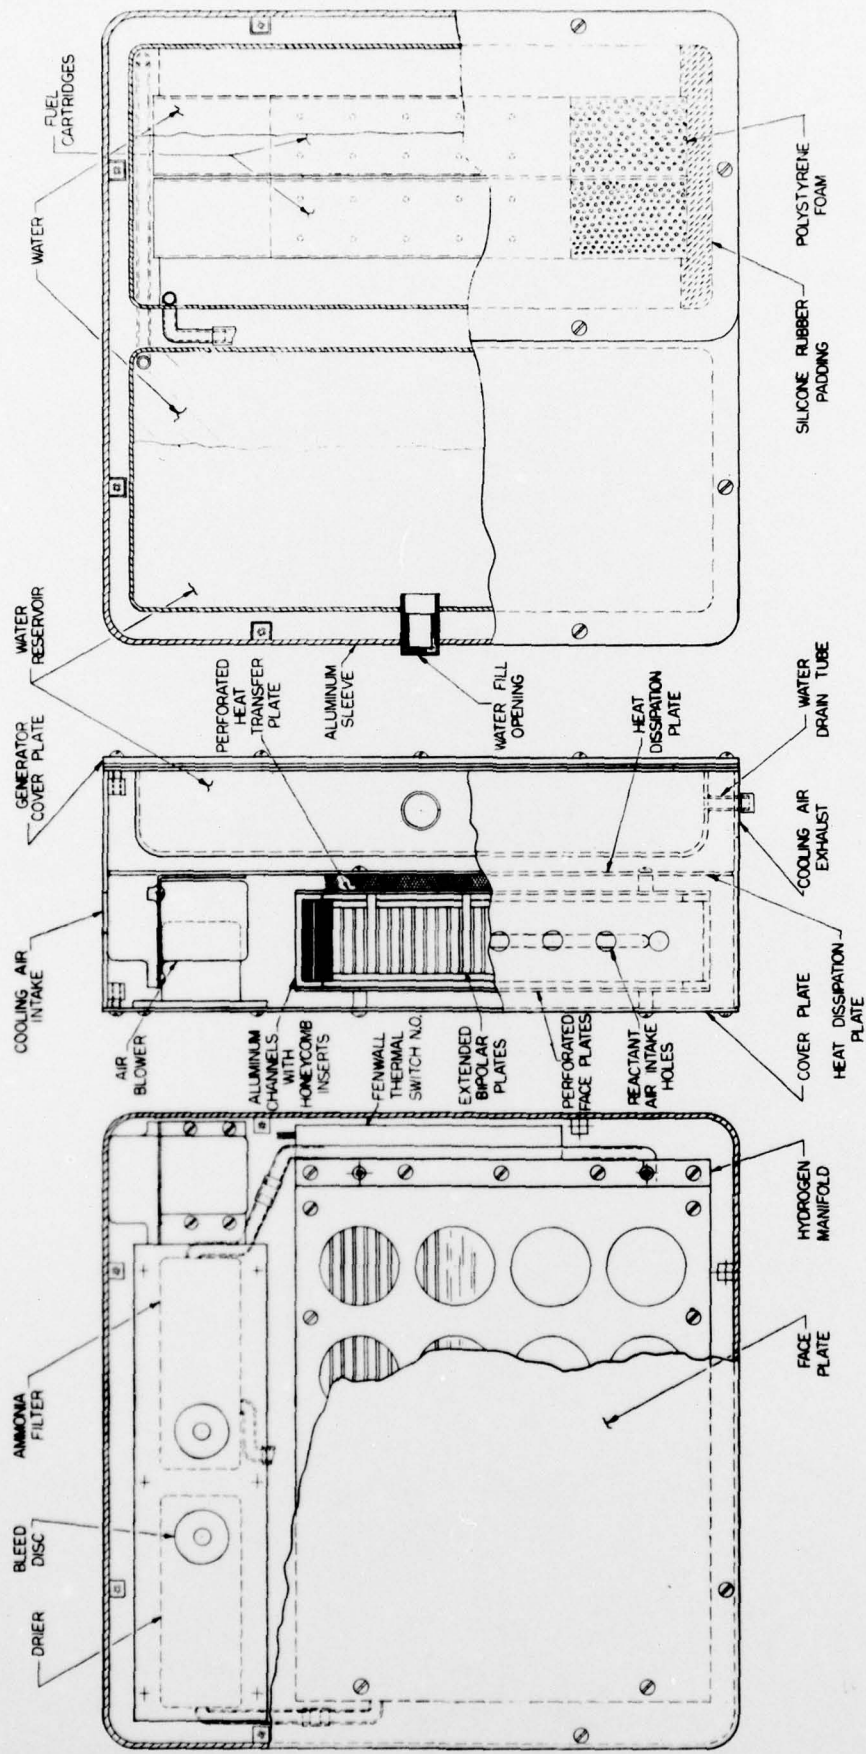 FUEL
CARTRIDGES
WATER
WATER
RESERVOIR
GENERATOR
COVER PLATE
COOLING AIR
INTAKE
AMMONIA
FILTER
BLEED
DISC
DRIER
PERFORATED
HEAT
TRANSFER
PLATE
ALUMINUM
SLEEVE
WATER FILL
OPENING
AIR
BLOWER
ALUMINUM
CHANNELS
WITH
HONEYCOMB
INSERTS
FENWALL
THERMAL
SWITCH N.O.
EXTENDED
BIPOLAR
PLATES
PERFORATED
FACE PLATES
REACTANT
AIR INTAKE
HOLES
HEAT
DISSIPATION
PLATE
POLYSTYRENE
FOAM
SILICONE RUBBER
PADDING
WATER
DRAIN TUBE
COOLING AIR
EXHAUST
COVER PLATE
HEAT DISSIPATION
PLATE
HYDROGEN
MANIFOLD
FACE
PLATE